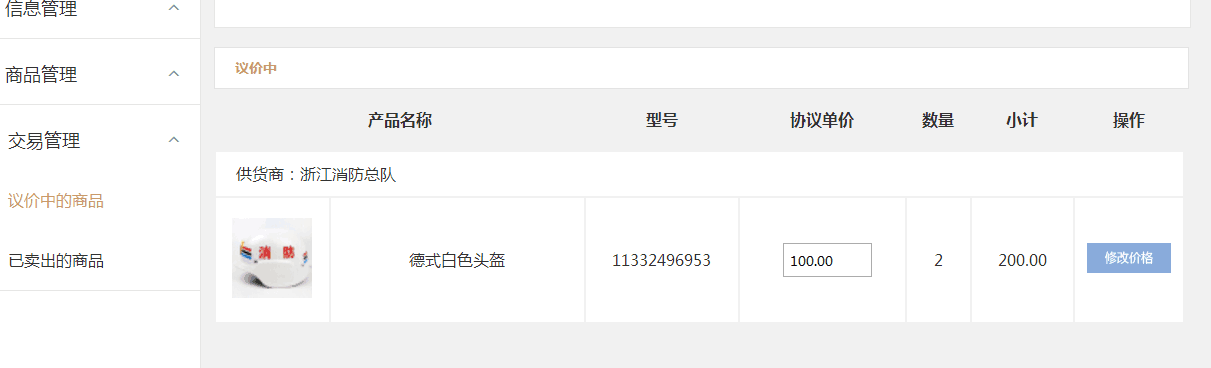 信息管理
商品管理
交易管理
议价中的商品
已卖出的商品
议价中
产品名称 型号 协议单价 数量 小计 操作
供货商：浙江消防总队
消 防
德式白色头盔 11332496953 100.00 2 200.00 修改价格